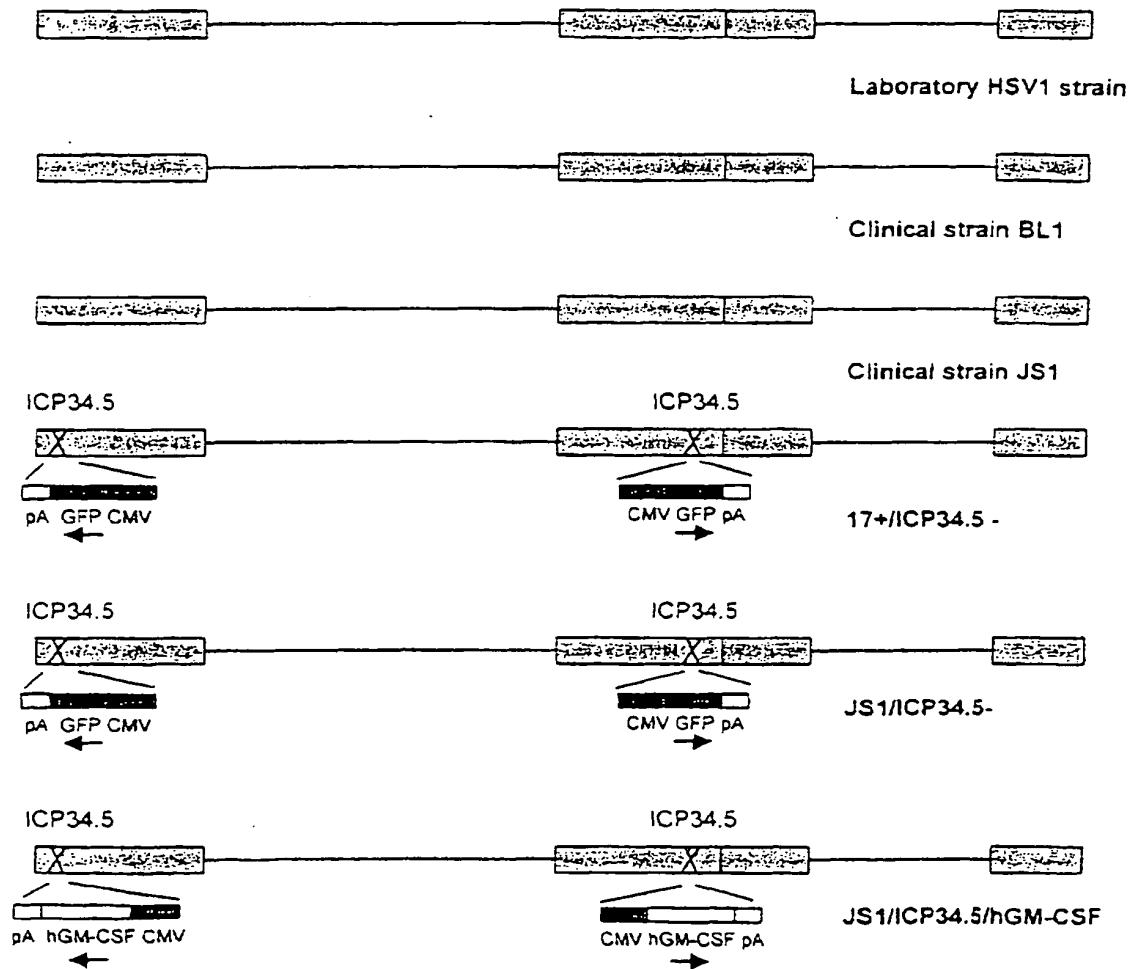 Laboratory HSV1 strain
Clinical strain BL1
Clinical strain JS1
ICP34.5 ICP34.5
pA GFP CMV CMV GFP pA
17+/ICP34.5 -
ICP34.5 ICP34.5
pA GFP CMV CMV GFP pA
JS1/ICP34.5-
ICP34.5 ICP34.5
JS1/ICP34.5/hGM-CSF
pA hGM-CSF CMV CMV hGM-CSF pA